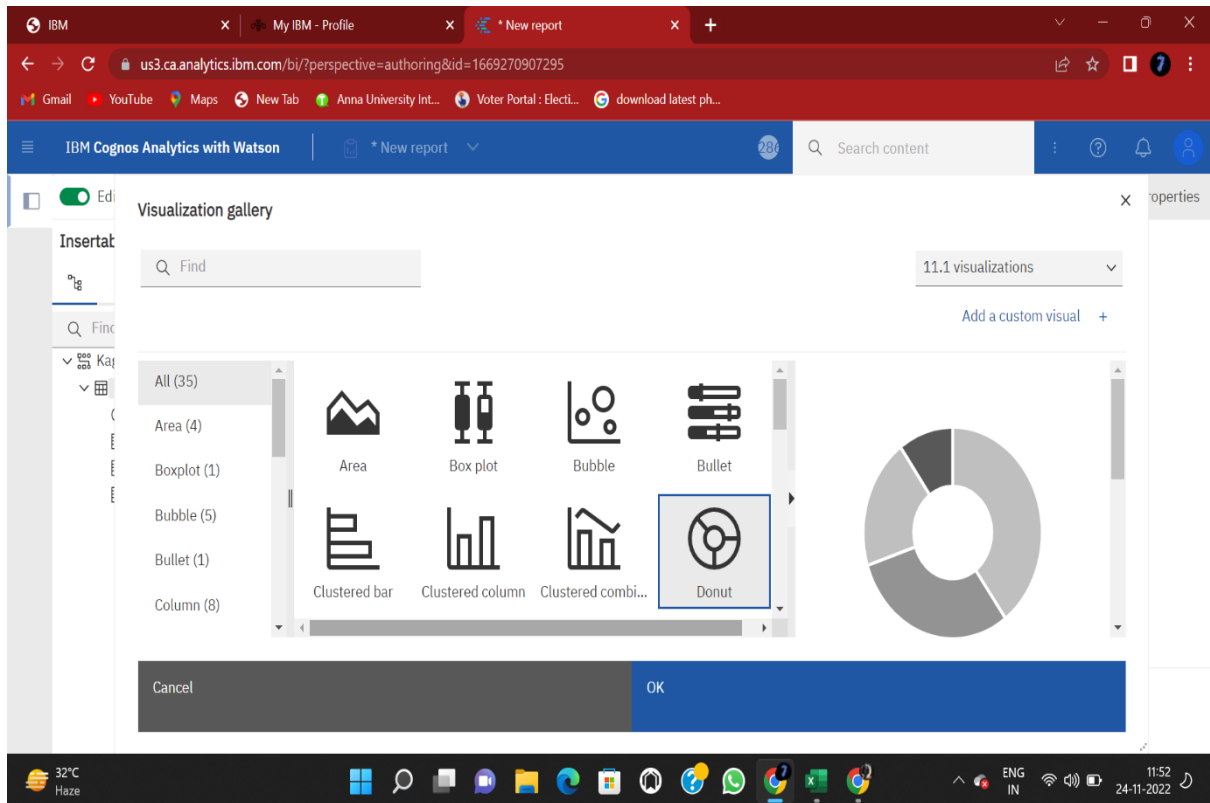 IBM
My IBM - Profile
* New report
us3.ca.analytics.ibm.com/bi/?perspective=authoring&id=1669270907295
Gmail
YouTube
Maps
New Tab
Anna University Int...
Voter Portal : Electi...
download latest ph...
IBM Cognos Analytics with Watson
* New report
Search content
Edi
Visualization gallery
roperties
Insertab
Find
11.1 visualizations
Add a custom visual +
Find
Kag
All (35)
Area (4)
Boxplot (1)
Bubble (5)
Bullet (1)
Column (8)
Area
Box plot
Bubble
Bullet
Clustered bar
Clustered column
Clustered combi...
Donut
Cancel
OK
32°C
Haze
ENG
IN
11:52
24-11-2022